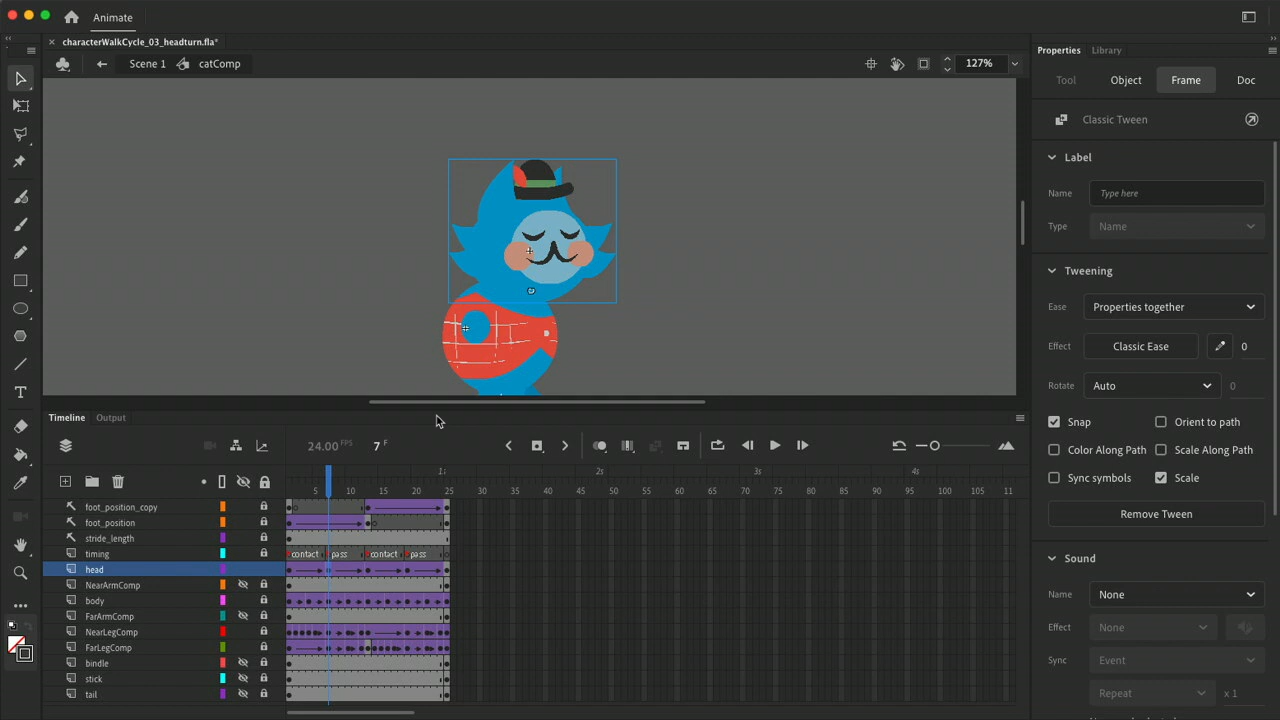 Animate
characterWalkCycle_03_headturn.fla*
Scene 1 catComp 127%
Properties Library
Tool Object Frame Doc
Classic Tween
Label
Name Type here
Type Name
Tweening
Ease Properties together
Effect Classic Ease 0
Rotate Auto 0
Snap Orient to path
Color Along Path Scale Along Path
Sync symbols Scale
Remove Tween
Sound
Name None
Effect None
Sync Event
Repeat x 1
Timeline Output
24.00 FPS 7 F
1s 2s 3s 4s
5 10 15 20 25 30 35 40 45 50 55 60 65 70 75 80 85 90 95 100 105 11
foot_position_copy
foot_position
stride_length
timing contact pass contact pass
head
NearArmComp
body
FarArmComp
NearLegComp
FarLegComp
bindle
stick
tail